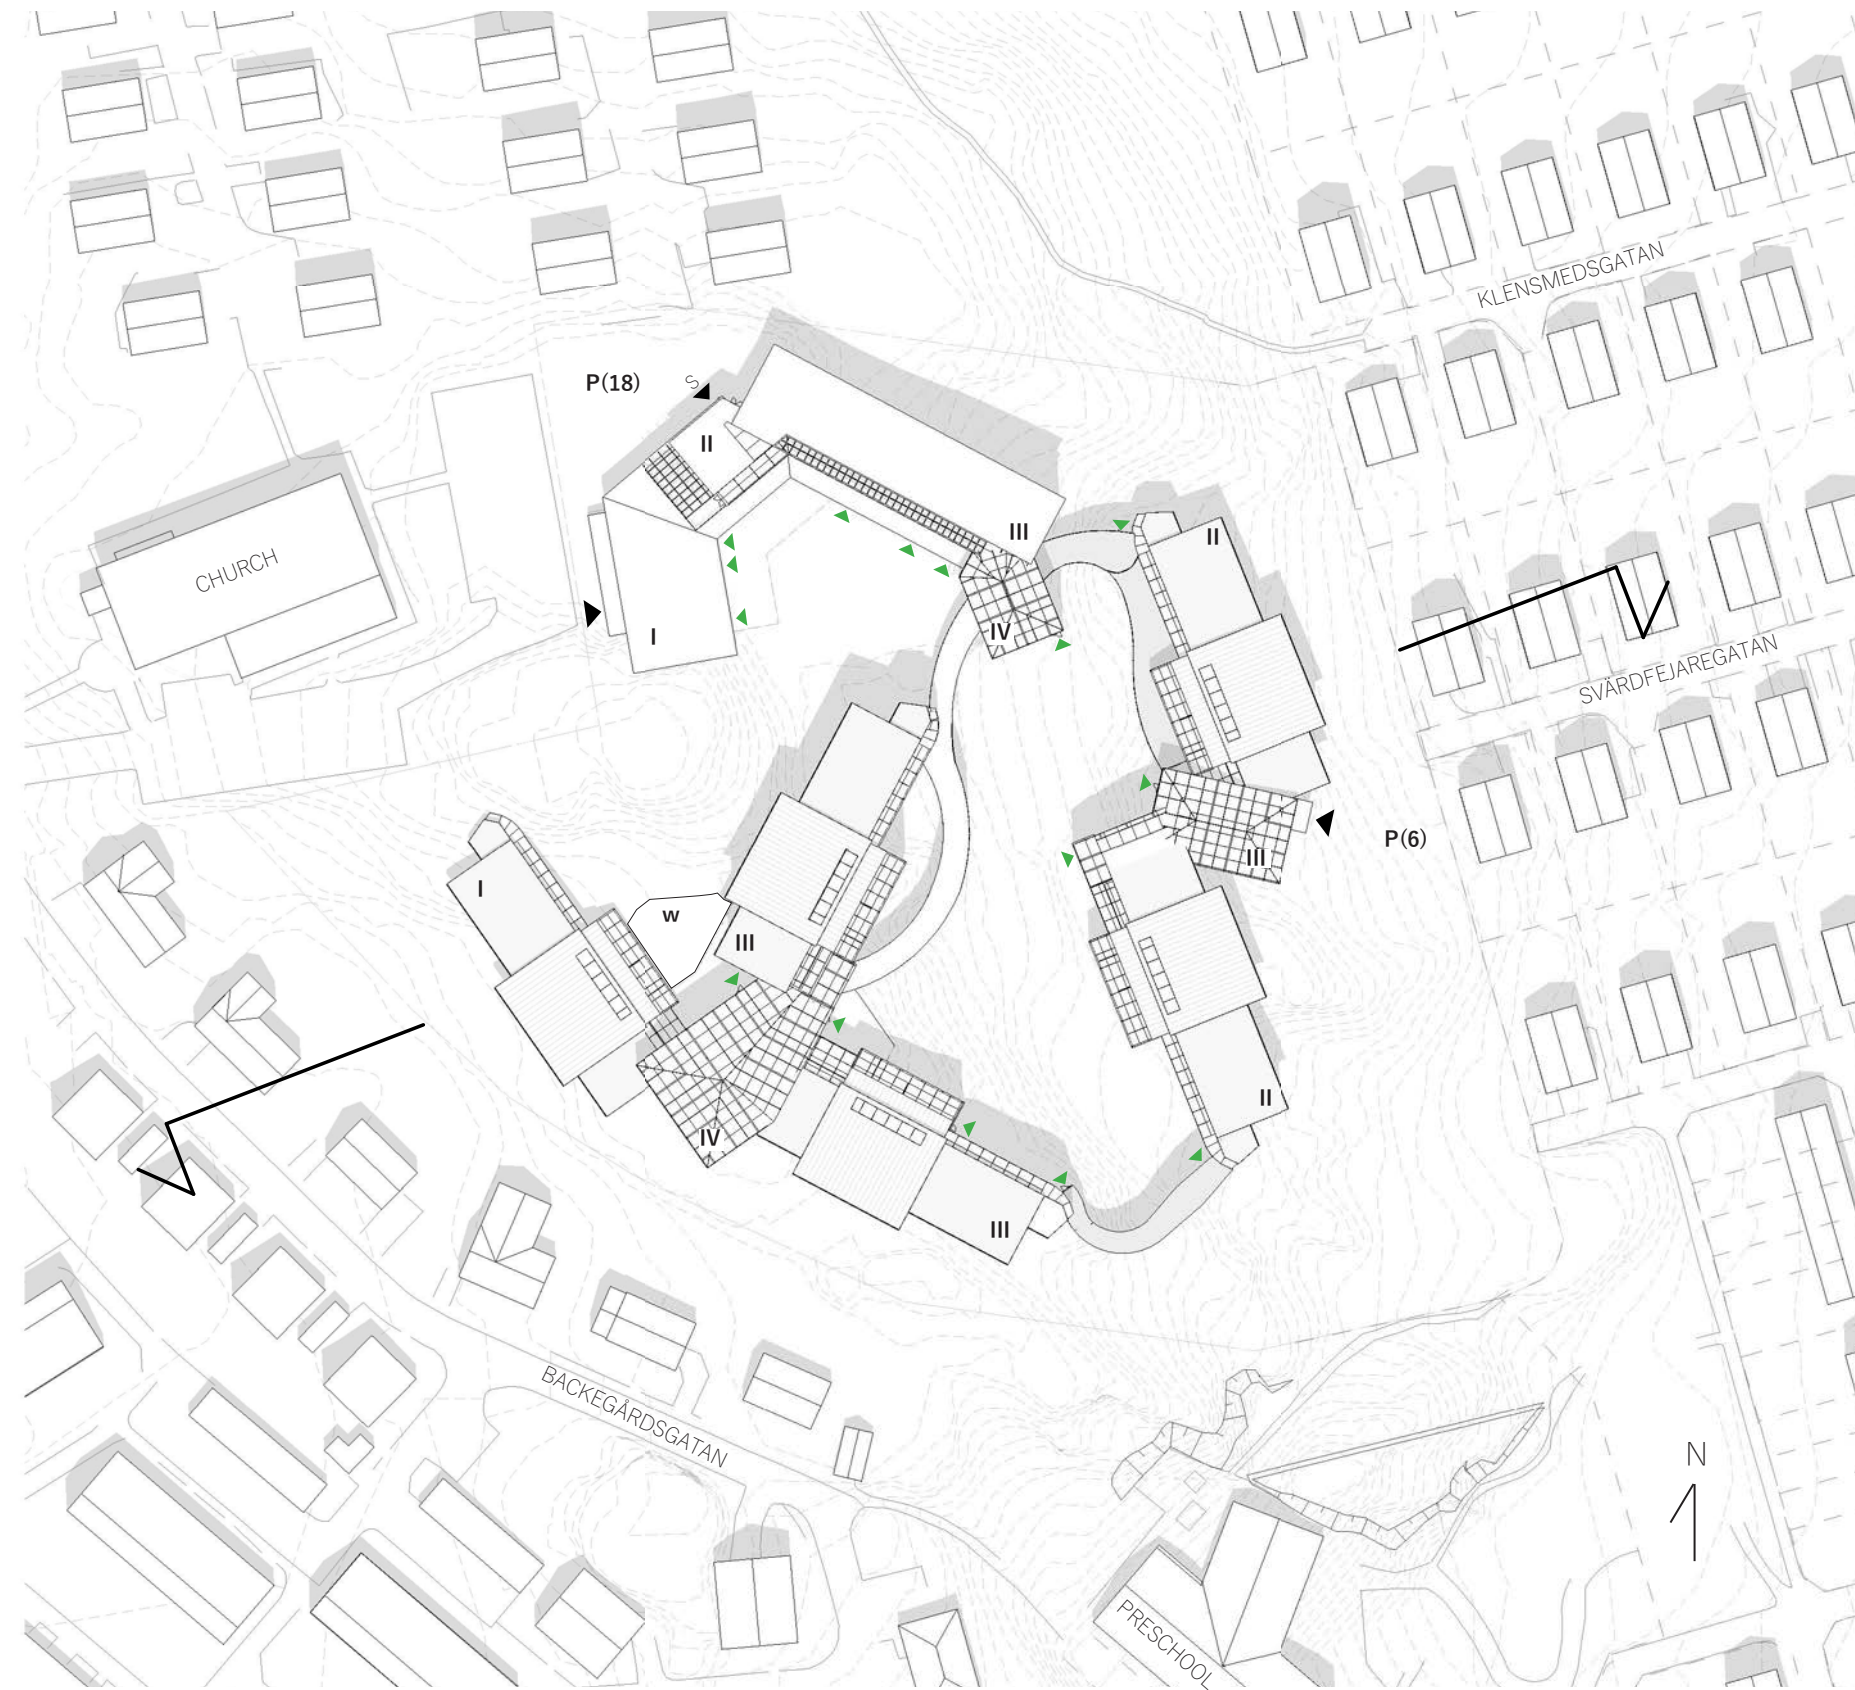 KLENSMEDSGATAN
P(18)
S
II
III
II
CHURCH
IV
I
SVÄRDFEJAREGATAN
P(6)
III
I
W
III
II
IV
III
BACKEGÅRDSGATAN
N
PRESCHOOL